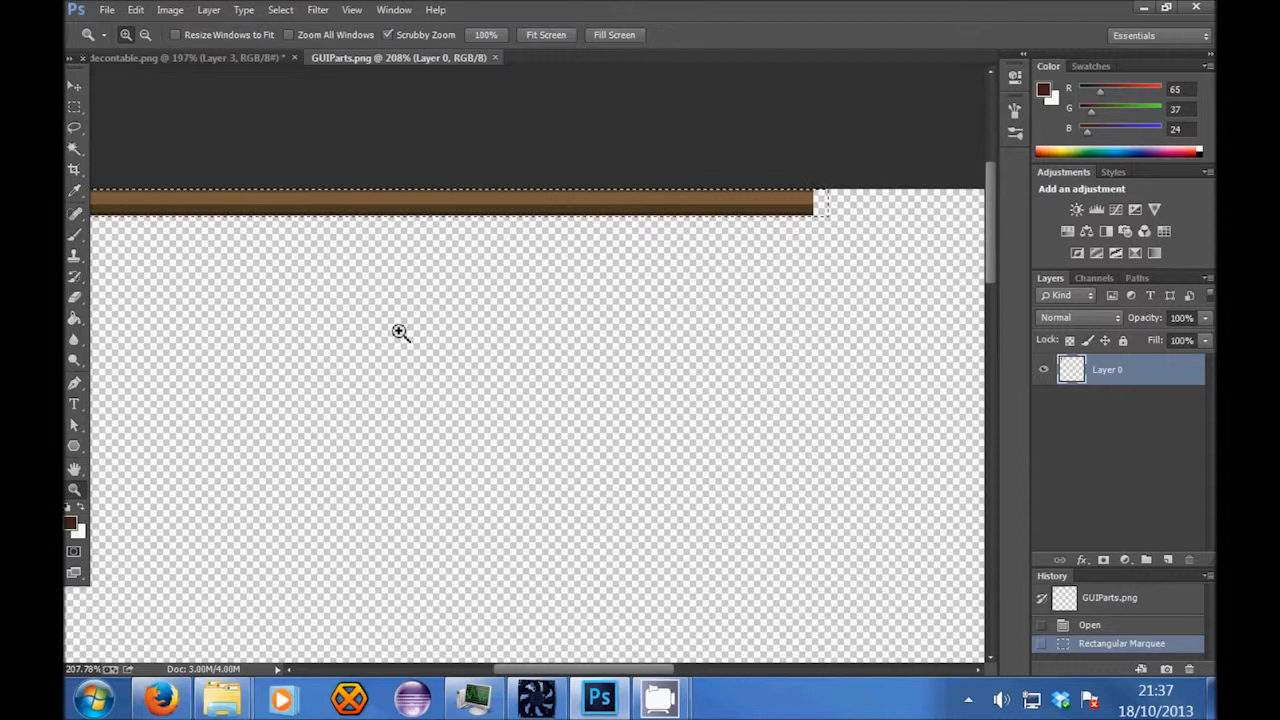 Ps File Edit Image Layer Type Select Filter View Window Help
Resize Windows to Fit Zoom All Windows Scrubby Zoom 100% Fit Screen Fill Screen Essentials
decontable.png @ 197% (Layer 3, RGB/8#) * × GUIParts.png @ 208% (Layer 0, RGB/8) ×
Color Swatches
R 65
G 37
B 24
Adjustments Styles
Add an adjustment
Layers Channels Paths
Kind
Normal Opacity: 100%
Lock: Fill: 100%
Layer 0
History
GUIParts.png
Open
Rectangular Marquee
207.78% Doc: 3.00M/4.00M
Ps
21:37
18/10/2013